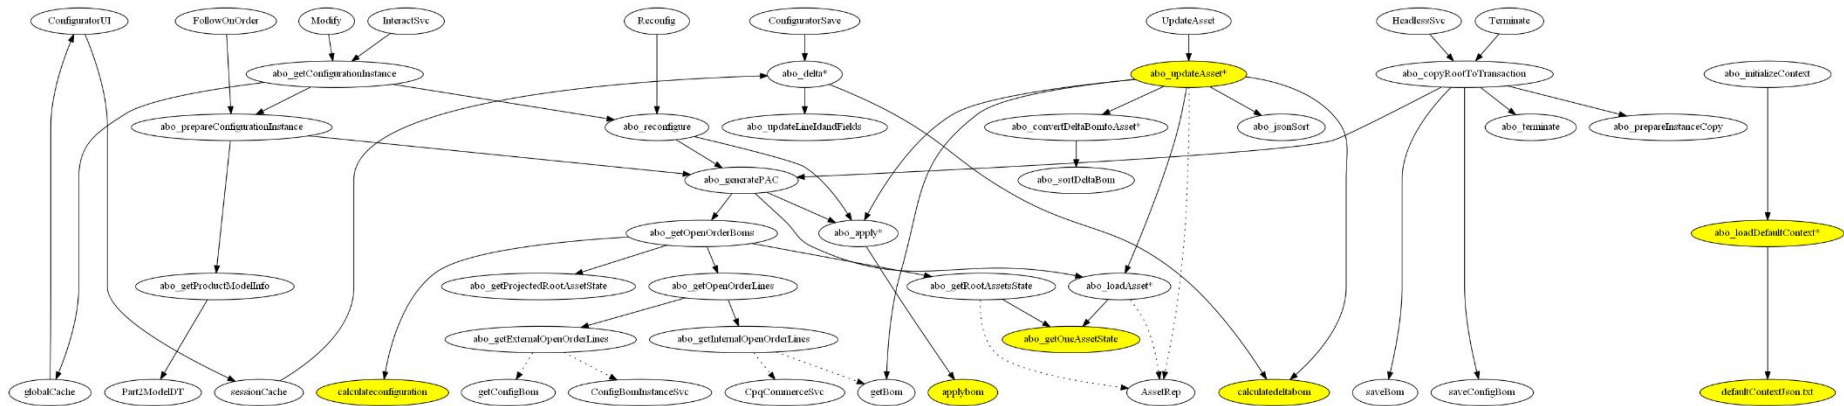 ConfiguratorUI
FollowOnOrder
Modify
InteractSvc
Reconfig
ConfiguratorSave
UpdateAsset
HeadlessSvc
Terminate
abo_getConfigurationInstance
abo_delta*
abo_updateAsset*
abo_copyRootToTransaction
abo_initializeContext
abo_prepareConfigurationInstance
abo_reconfigure
abo_updateLineIdandFields
abo_convertDeltaBomtoAsset*
abo_jsonSort
abo_terminate
abo_prepareInstanceCopy
abo_generatePAC
abo_sortDeltaBom
abo_getOpenOrderBoms
abo_apply*
abo_loadDefaultContext*
abo_getProductModelInfo
abo_getProjectedRootAssetState
abo_getOpenOrderLines
abo_getRootAssetsState
abo_loadAsset*
abo_getExternalOpenOrderLines
abo_getInternalOpenOrderLines
abo_getOneAssetState
globalCache
Part2ModelDT
sessionCache
calculateconfiguration
getConfigBom
ConfigBomInstanceSvc
CpqCommerceSvc
getBom
applybom
AssetRep
calculatedeltabom
saveBom
saveConfigBom
defaultContextJson.txt